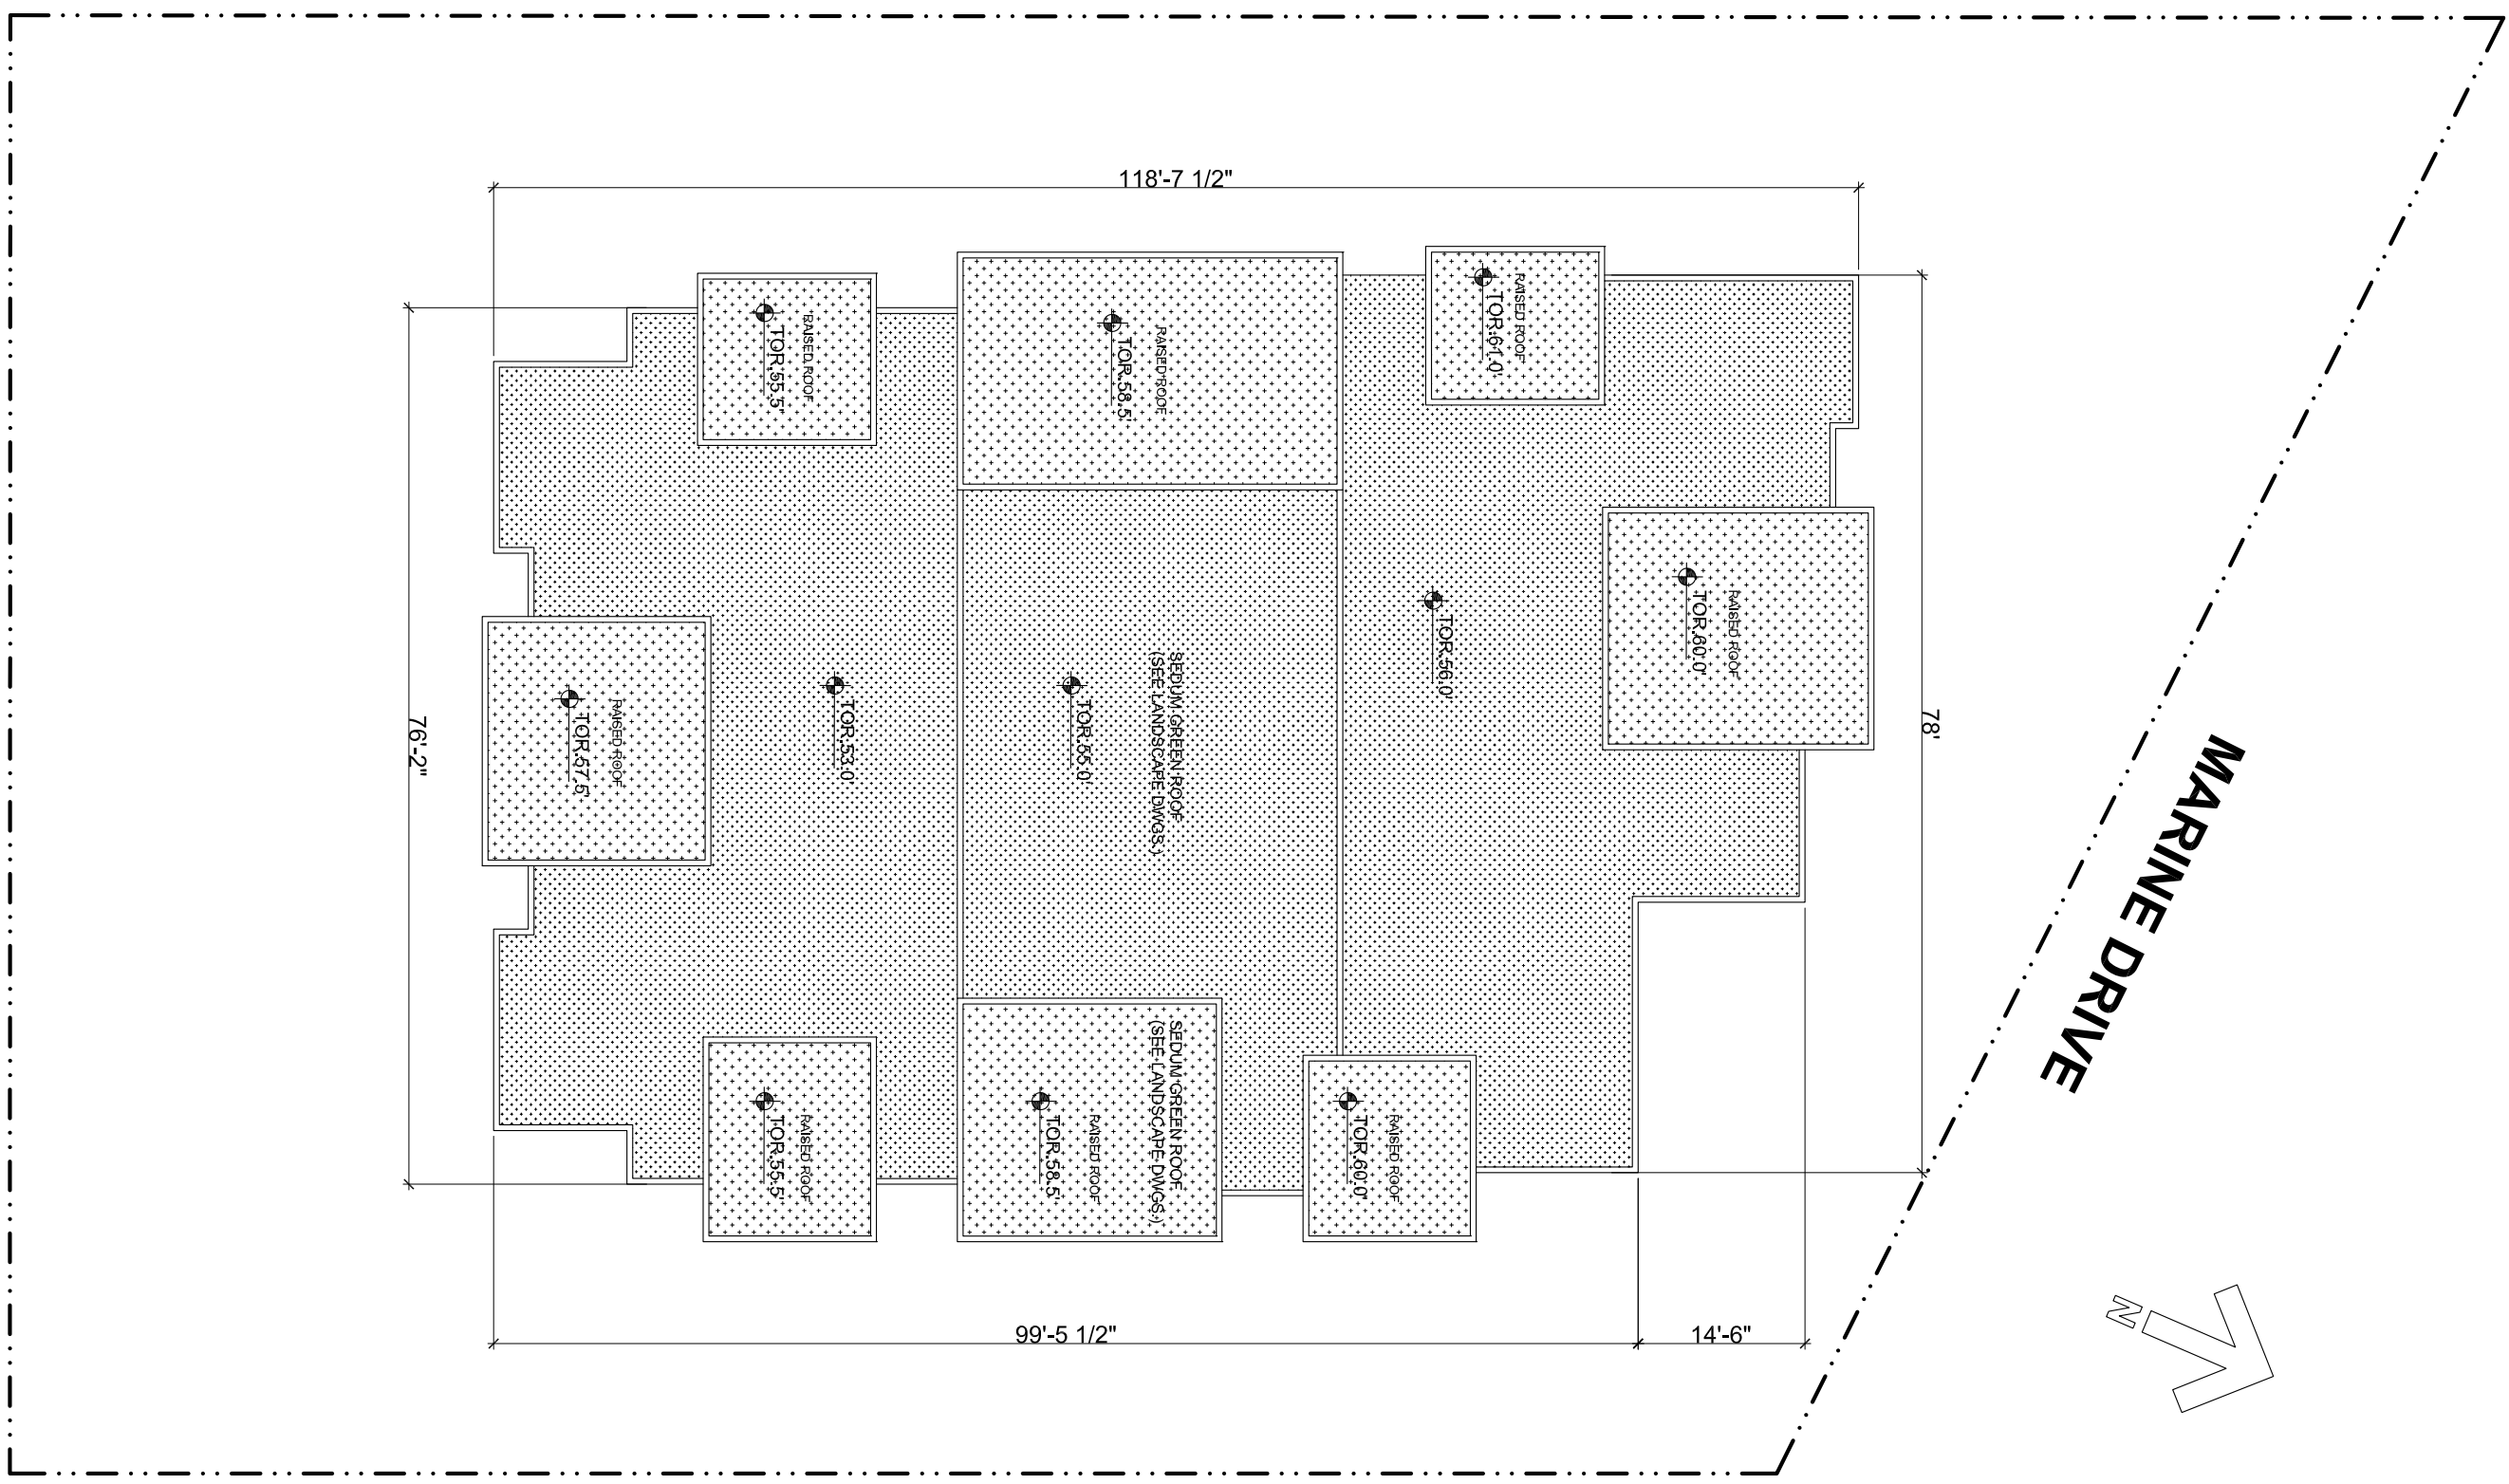 118'-7 1/2"
RAISED ROOF
TOR.55.5'
RAISED ROOF
TOR.58.5'
RAISED ROOF
TOR.61.0'
RAISED ROOF
TOR.60.0'
TOR.56.0'
SEDUM GREEN ROOF
(SEE LANDSCAPE DWGS.)
TOR.55.0'
TOR.53.0'
RAISED ROOF
TOR.57.5'
76'-2"
78'
MARINE DRIVE
RAISED ROOF
TOR.55.5'
SEDUM GREEN ROOF
(SEE LANDSCAPE DWGS.)
RAISED ROOF
TOR.58.5'
RAISED ROOF
TOR.60.0'
99'-5 1/2"
14'-6"
N